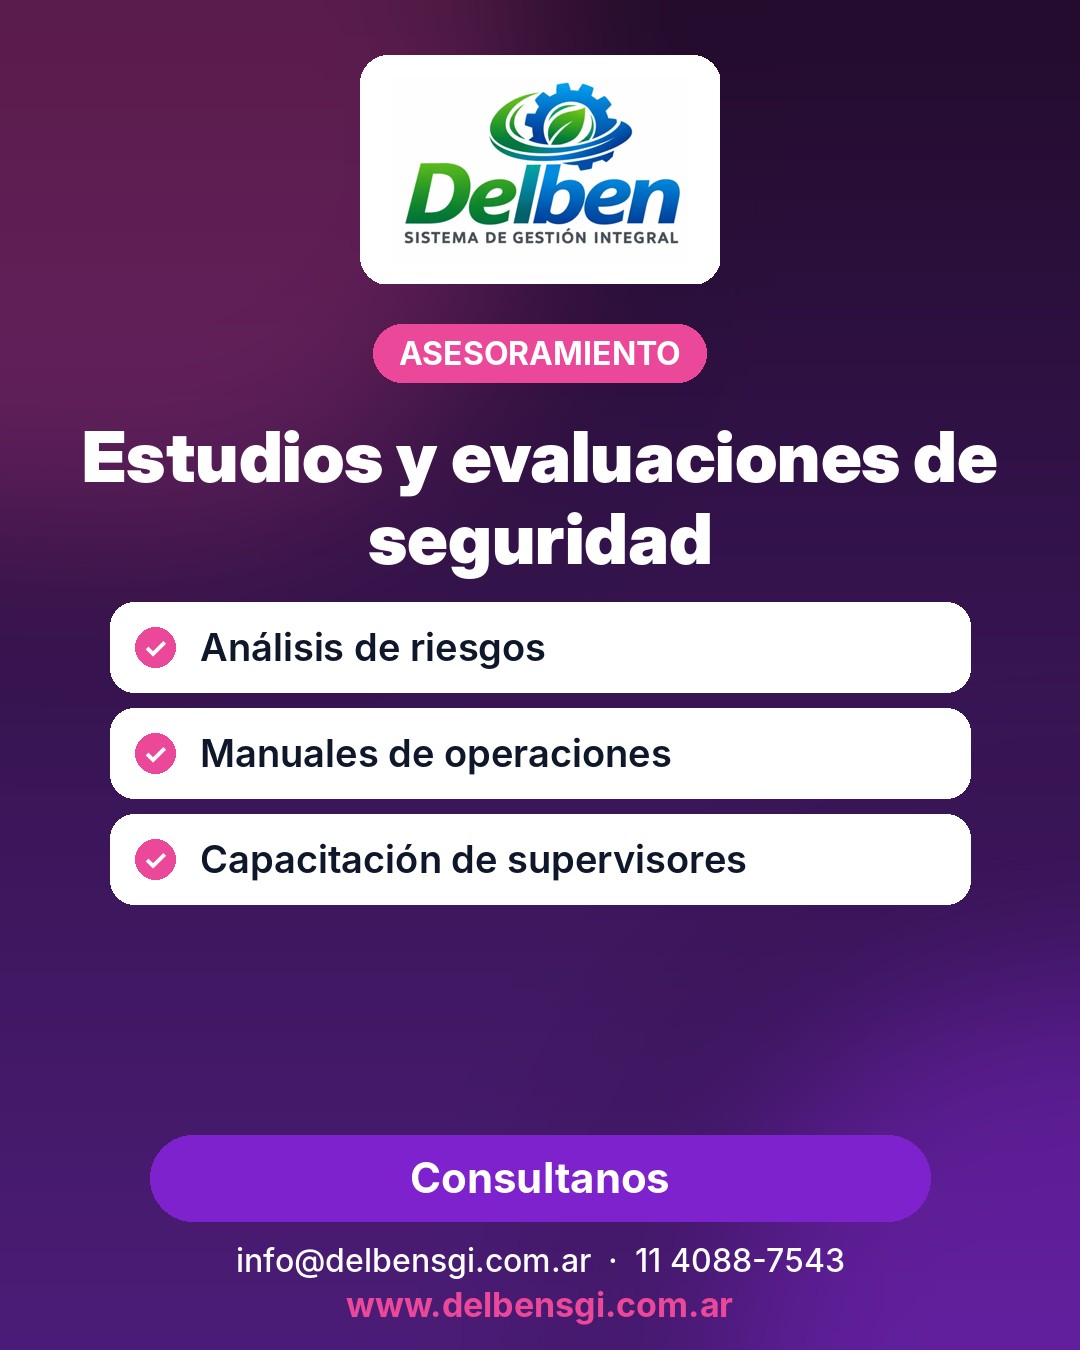 Delben
SISTEMA DE GESTIÓN INTEGRAL
ASESORAMIENTO
Estudios y evaluaciones de
seguridad
Análisis de riesgos
Manuales de operaciones
Capacitación de supervisores
Consultanos
info@delbensgi.com.ar · 11 4088-7543
www.delbensgi.com.ar